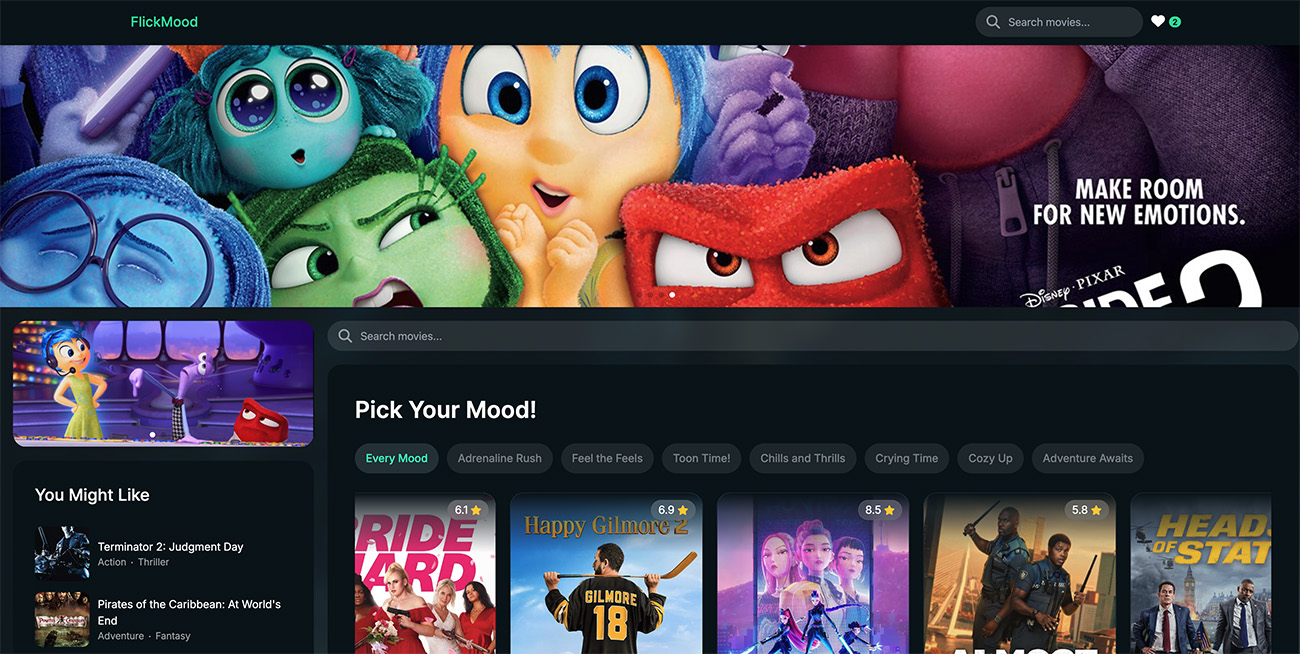 FlickMood
Search movies...
2
MAKE ROOM
FOR NEW EMOTIONS.
Disney · PIXAR
2
Search movies...
Pick Your Mood!
Every Mood
Adrenaline Rush
Feel the Feels
Toon Time!
Chills and Thrills
Crying Time
Cozy Up
Adventure Awaits
You Might Like
Terminator 2: Judgment Day
Action · Thriller
Pirates of the Caribbean: At World's
End
Adventure · Fantasy
6.1
BRIDE
HARD
6.9
Happy Gilmore 2
GILMORE
18
8.5
5.8
ALMOST
HEADS
OF STAT